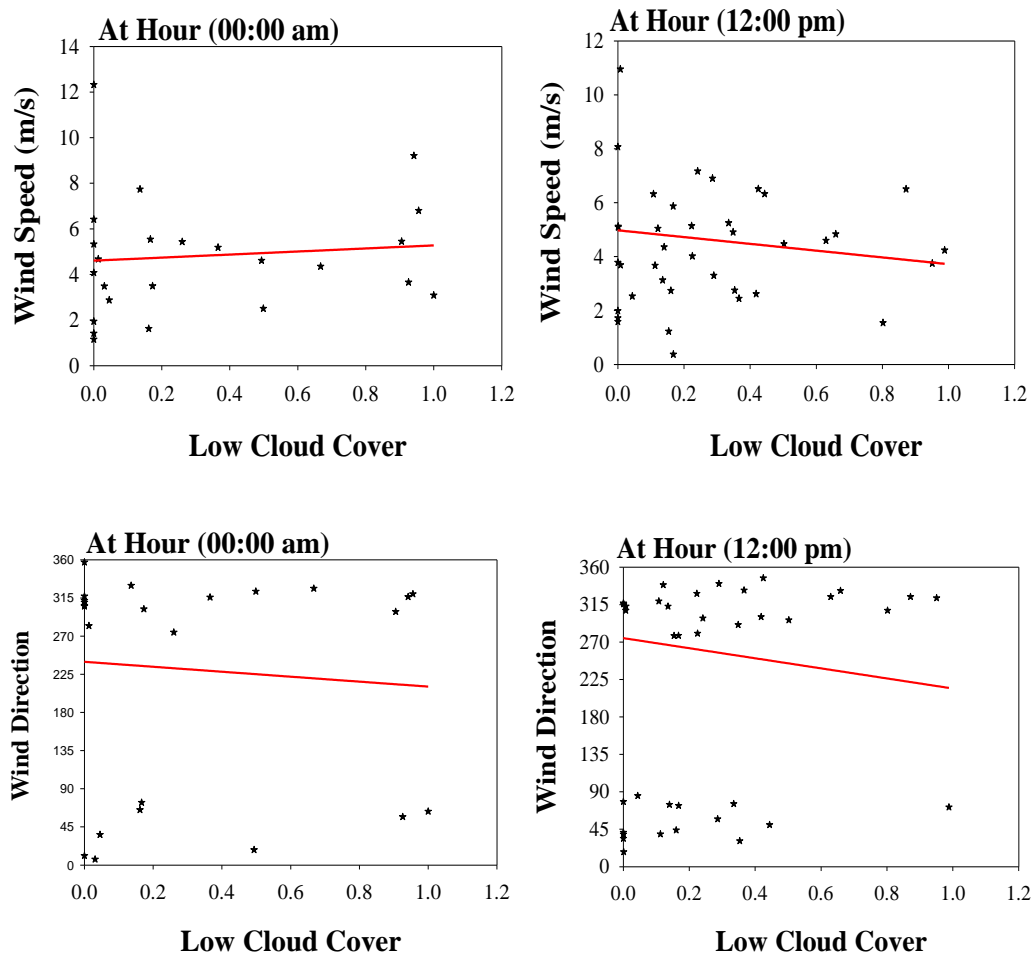 At Hour (00:00 am)
Wind Speed (m/s)
14
12
10
8
6
4
2
0
0.0 0.2 0.4 0.6 0.8 1.0 1.2
Low Cloud Cover
At Hour (12:00 pm)
Wind Speed (m/s)
12
10
8
6
4
2
0
0.0 0.2 0.4 0.6 0.8 1.0 1.2
Low Cloud Cover
At Hour (00:00 am)
Wind Direction
360
315
270
225
180
135
90
45
0
0.0 0.2 0.4 0.6 0.8 1.0 1.2
Low Cloud Cover
At Hour (12:00 pm)
Wind Direction
360
315
270
225
180
135
90
45
0
0.0 0.2 0.4 0.6 0.8 1.0 1.2
Low Cloud Cover